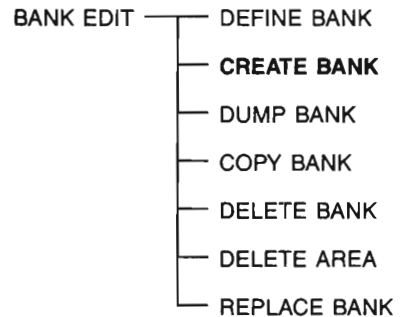 BANK EDIT DEFINE BANK
CREATE BANK
DUMP BANK
COPY BANK
DELETE BANK
DELETE AREA
REPLACE BANK